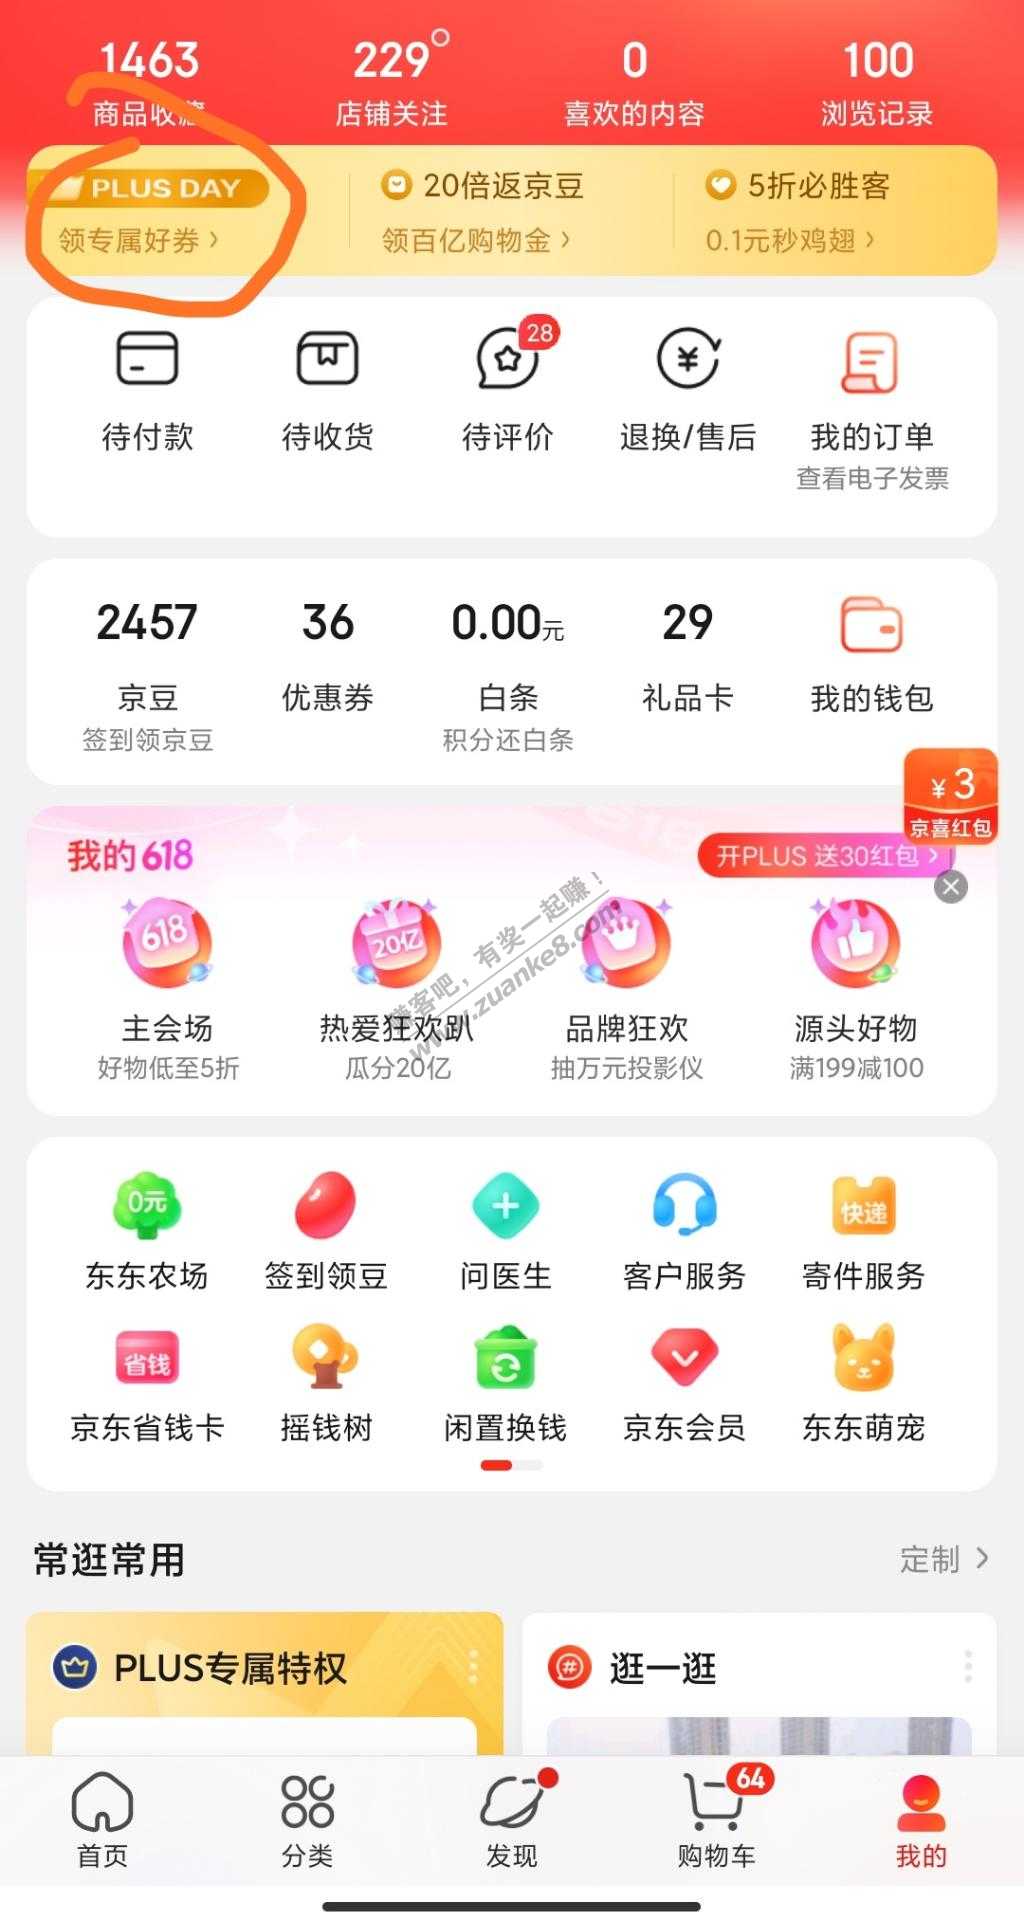 1463 229 0 100
商品收藏 店铺关注 喜欢的内容 浏览记录
PLUS DAY 20倍返京豆 5折必胜客
领专属好券 领百亿购物金 0.1元秒鸡翅
28
待付款 待收货 待评价 退换/售后 我的订单
查看电子发票
2457 36 0.00元 29
京豆 优惠券 白条 礼品卡 我的钱包
签到领京豆 积分还白条
¥3
京喜红包
我的618 开PLUS 送30红包
618 20亿
主会场 热爱狂欢趴 品牌狂欢 源头好物
好物低至5折 瓜分20亿 抽万元投影仪 满199减100
赚客吧，有奖一起赚！
www.zuanke8.com
0元 快递
东东农场 签到领豆 问医生 客户服务 寄件服务
省钱
京东省钱卡 摇钱树 闲置换钱 京东会员 东东萌宠
常逛常用 定制
PLUS专属特权 逛一逛
64
首页 分类 发现 购物车 我的